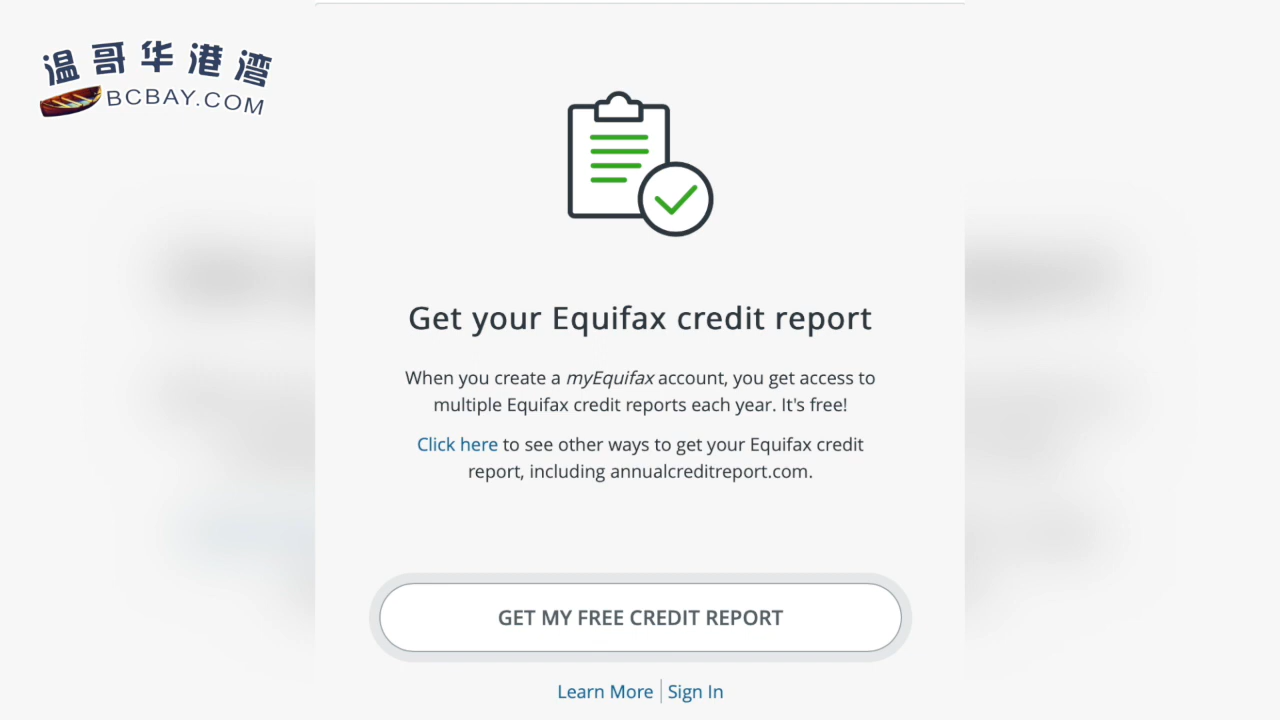 温哥华港湾
BCBAY.COM
Get your Equifax credit report
When you create a myEquifax account, you get access to
multiple Equifax credit reports each year. It's free!
Click here to see other ways to get your Equifax credit
report, including annualcreditreport.com.
GET MY FREE CREDIT REPORT
Learn More | Sign In